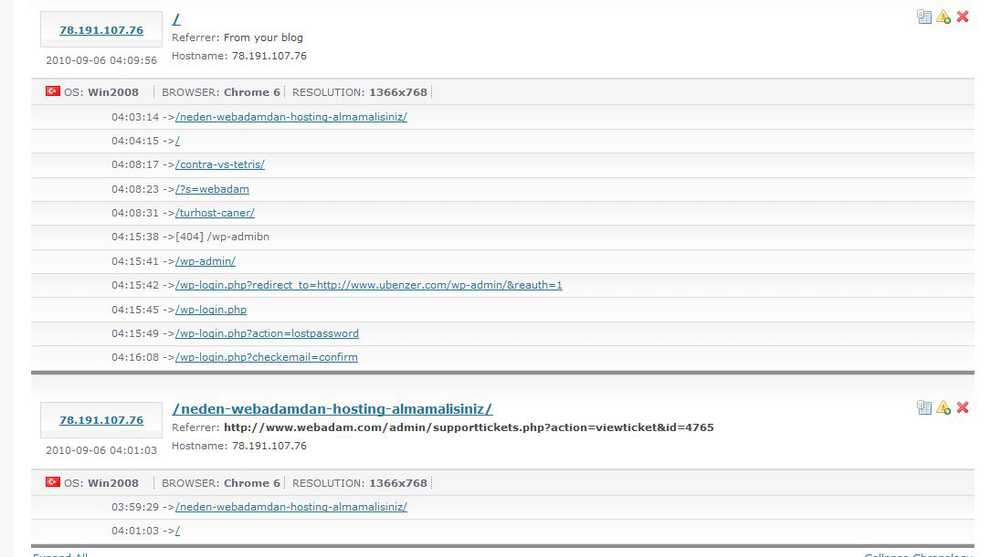 /
78.191.107.76
Referrer: From your blog
Hostname: 78.191.107.76
2010-09-06 04:09:56
OS: Win2008 BROWSER: Chrome 6 RESOLUTION: 1366x768
04:03:14 ->/neden-webadamdan-hosting-almamalisiniz/
04:04:15 ->/
04:08:17 ->/contra-vs-tetris/
04:08:23 ->/?s=webadam
04:08:31 ->/turhost-caner/
04:15:38 ->[404] /wp-admibn
04:15:41 ->/wp-admin/
04:15:42 ->/wp-login.php?redirect_to=http://www.ubenzer.com/wp-admin/&reauth=1
04:15:45 ->/wp-login.php
04:15:49 ->/wp-login.php?action=lostpassword
04:16:08 ->/wp-login.php?checkemail=confirm
/neden-webadamdan-hosting-almamalisiniz/
78.191.107.76
Referrer: http://www.webadam.com/admin/supporttickets.php?action=viewticket&id=4765
Hostname: 78.191.107.76
2010-09-06 04:01:03
OS: Win2008 BROWSER: Chrome 6 RESOLUTION: 1366x768
03:59:29 ->/neden-webadamdan-hosting-almamalisiniz/
04:01:03 ->/
Expand All Collapse Chronology